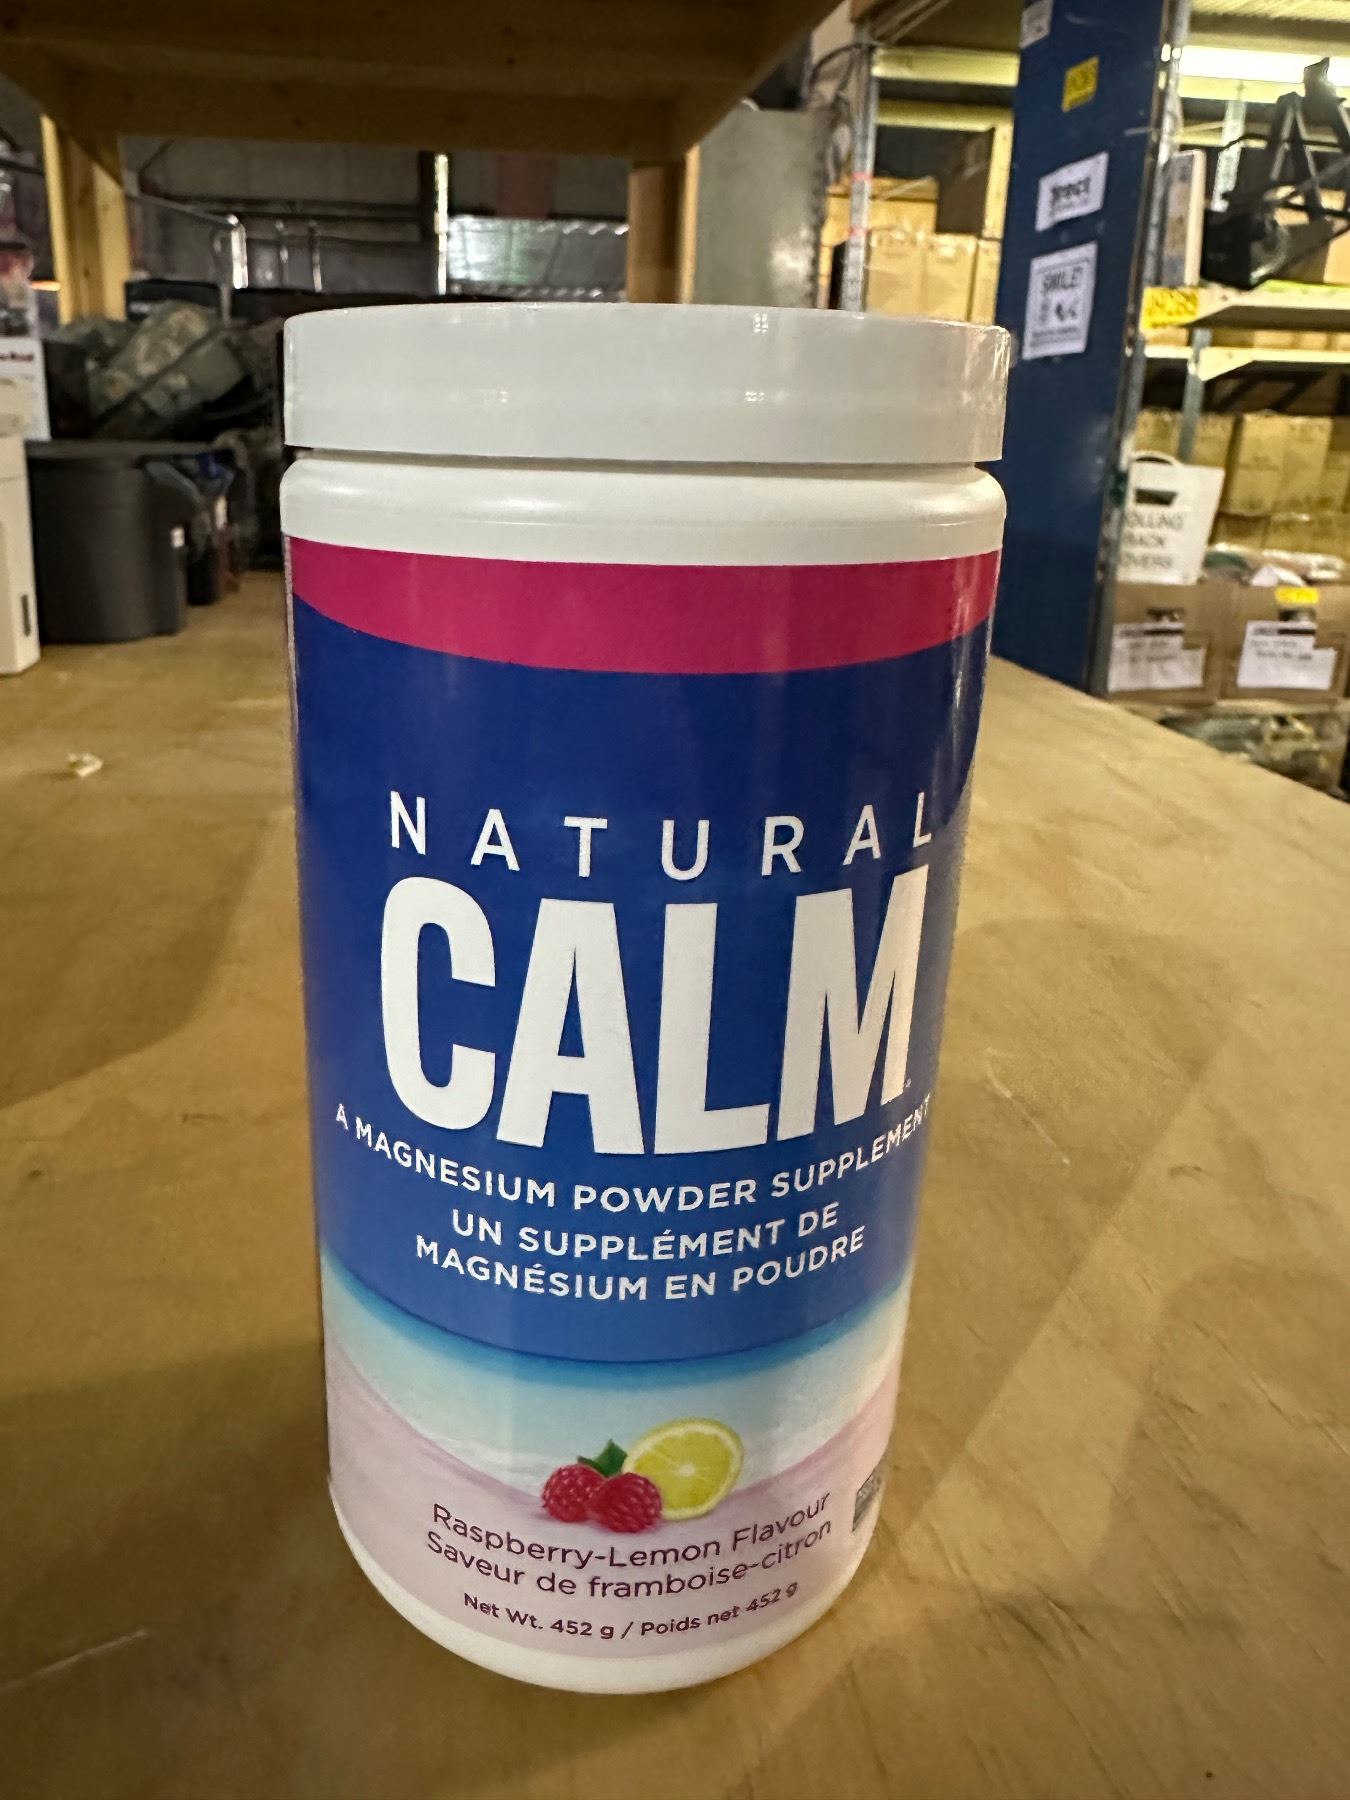 NATURAL
CALM
A MAGNESIUM POWDER SUPPLEMENT
UN SUPPLÉMENT DE
MAGNÉSIUM EN POUDRE
Raspberry-Lemon Flavour
Saveur de framboise-citron
Net Wt. 452 g / Poids net 452 g
SMILE!